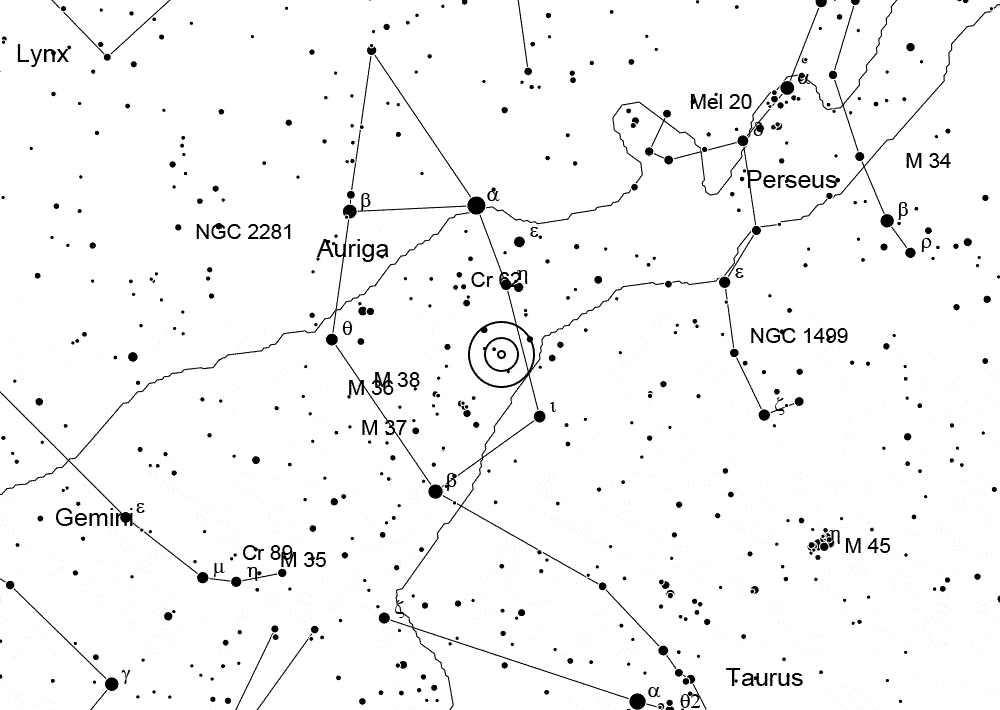 Lynx
α
Mel 20
δ
M 34
Perseus
β
α
NGC 2281
β
ρ
Auriga
ε
Cr 62
η
ε
θ
NGC 1499
M 38
M 36
ζ
ι
M 37
β
ε
Gemini
η
M 45
Cr 89
M 35
μ
η
ζ
γ
Taurus
α
θ2